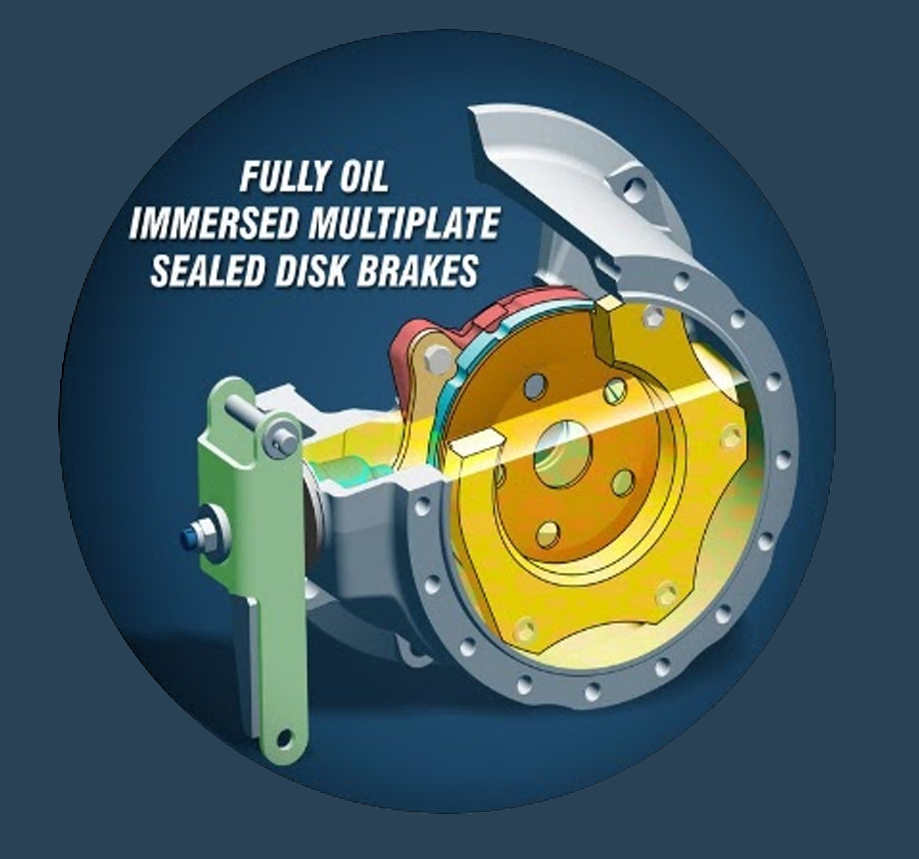 FULLY OIL
IMMERSED MULTIPLATE
SEALED DISK BRAKES